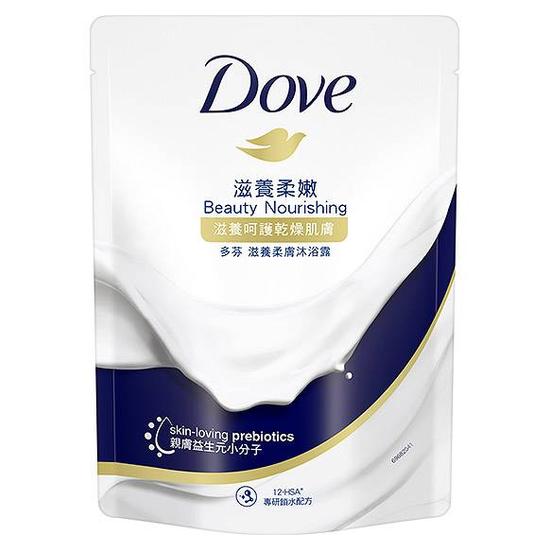 Dove
滋養柔嫩
Beauty Nourishing
滋養呵護乾燥肌膚
多芬 滋養柔膚沐浴露
skin-loving prebiotics
親膚益生元小分子
69682541
12-HSA*
專研鎖水配方